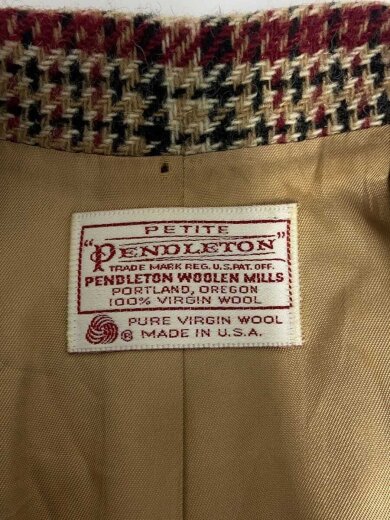 PETITE
"PENDLETON"
TRADE MARK REG. U.S. PAT. OFF.
PENDLETON WOOLEN MILLS
PORTLAND, OREGON
100% VIRGIN WOOL
PURE VIRGIN WOOL
® MADE IN U.S.A.